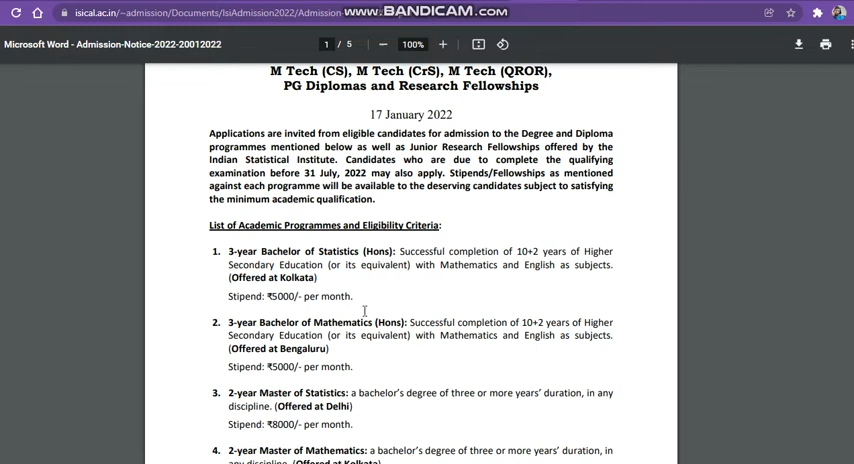 isical.ac.in/~admission/Documents/IsiAdmission2022/Admission-
www.BANDICAM.com
Microsoft Word - Admission-Notice-2022-20012022
1 / 5
100%
M Tech (CS), M Tech (CrS), M Tech (QROR),
PG Diplomas and Research Fellowships
17 January 2022
Applications are invited from eligible candidates for admission to the Degree and Diploma
programmes mentioned below as well as Junior Research Fellowships offered by the
Indian Statistical Institute. Candidates who are due to complete the qualifying
examination before 31 July, 2022 may also apply. Stipends/Fellowships as mentioned
against each programme will be available to the deserving candidates subject to satisfying
the minimum academic qualification.
List of Academic Programmes and Eligibility Criteria:
1. 3-year Bachelor of Statistics (Hons): Successful completion of 10+2 years of Higher
Secondary Education (or its equivalent) with Mathematics and English as subjects.
(Offered at Kolkata)
Stipend: ₹5000/- per month.
2. 3-year Bachelor of Mathematics (Hons): Successful completion of 10+2 years of Higher
Secondary Education (or its equivalent) with Mathematics and English as subjects.
(Offered at Bengaluru)
Stipend: ₹5000/- per month.
3. 2-year Master of Statistics: a bachelor's degree of three or more years' duration, in any
discipline. (Offered at Delhi)
Stipend: ₹8000/- per month.
4. 2-year Master of Mathematics: a bachelor's degree of three or more years' duration, in
any discipline. (Offered at Kolkata)